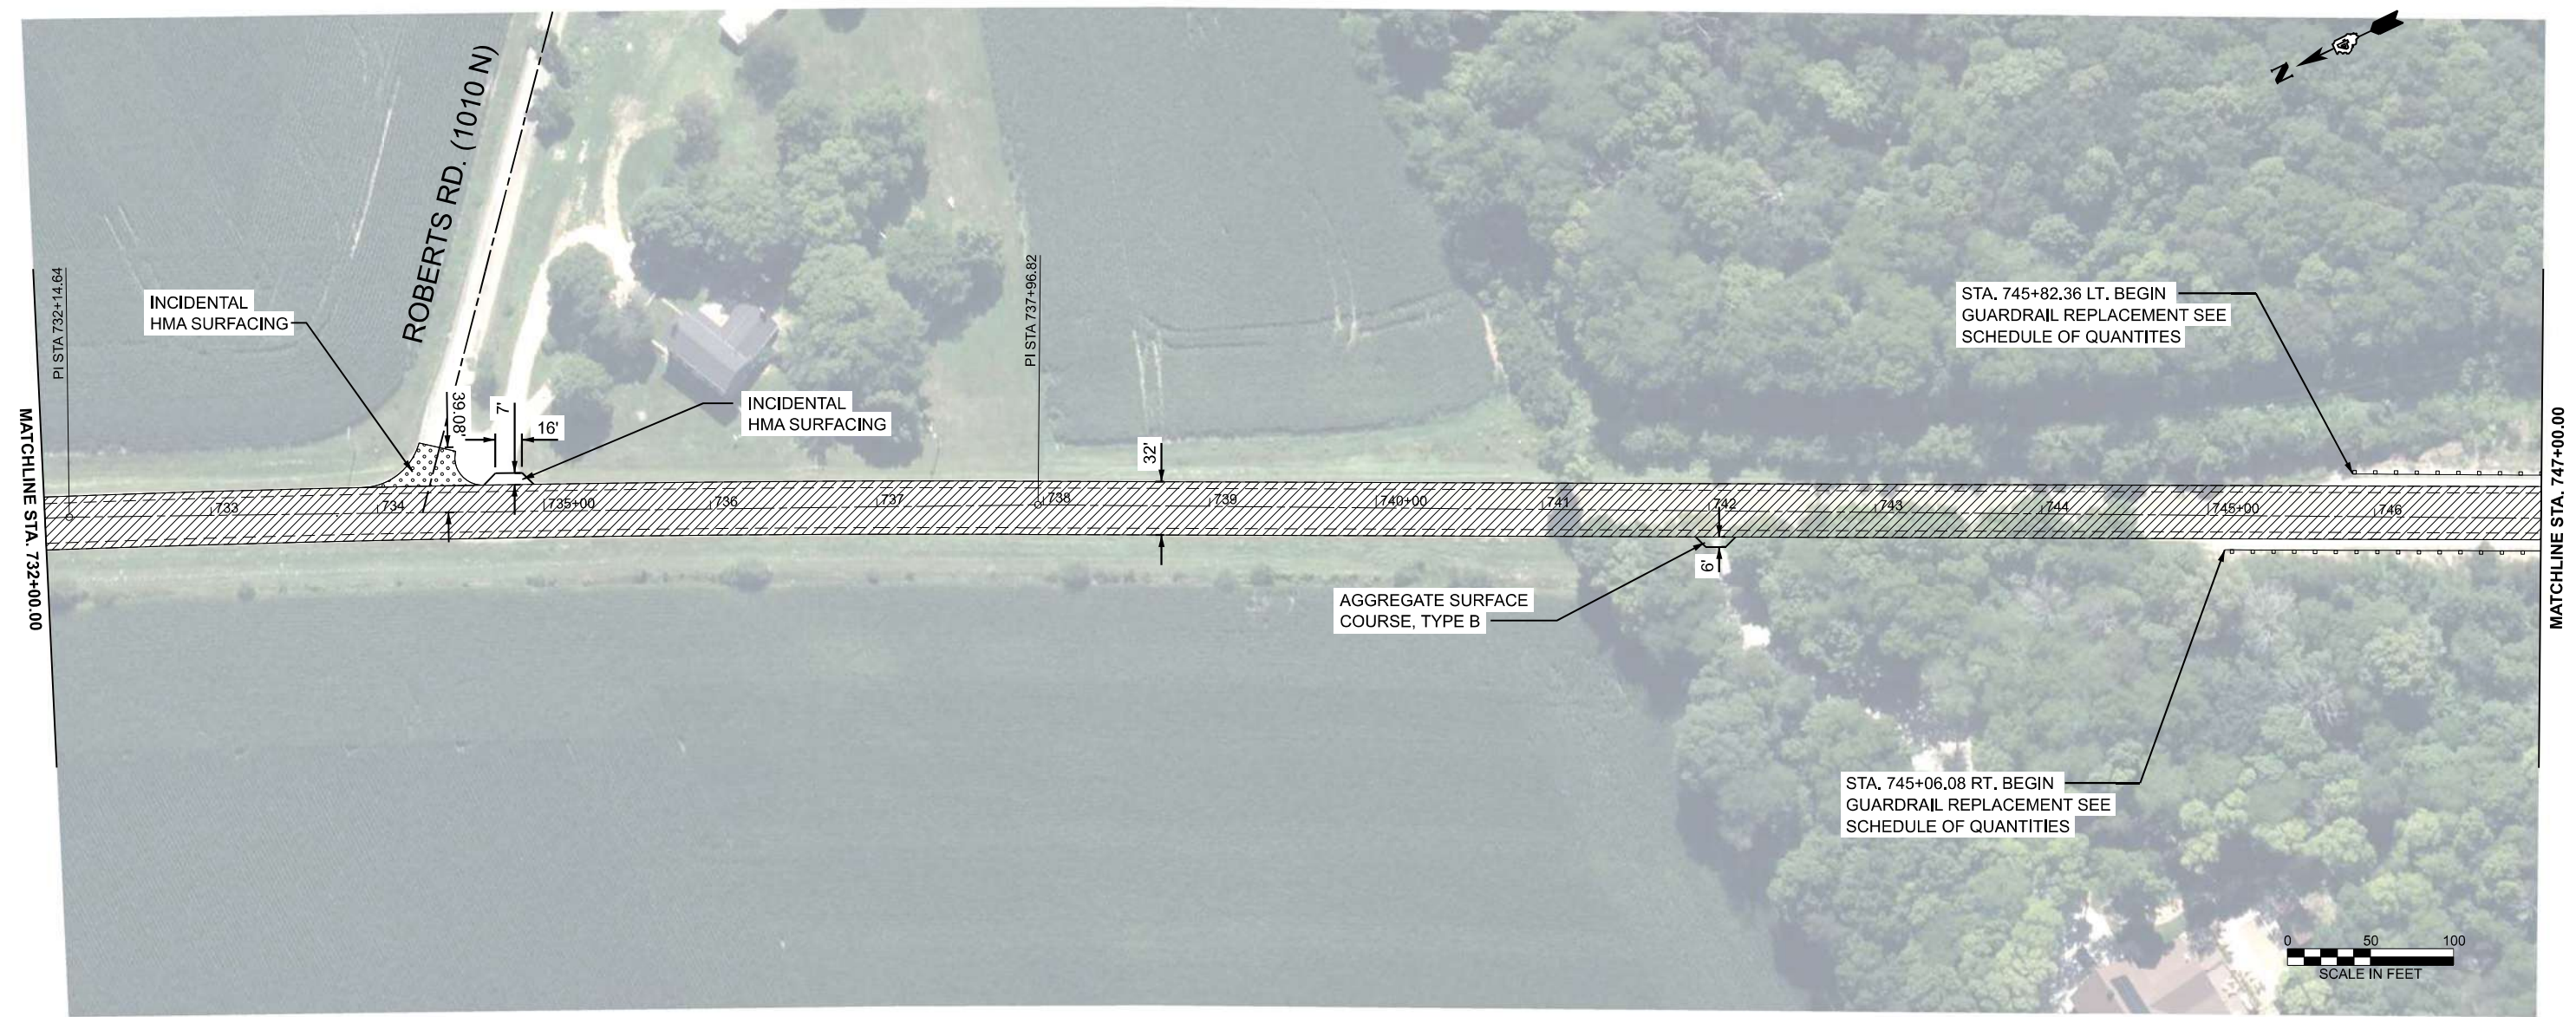 N
ROBERTS RD. (1010 N)
PI STA 732+14.64
INCIDENTAL
HMA SURFACING
PI STA 737+96.82
STA. 745+82.36 LT. BEGIN
GUARDRAIL REPLACEMENT SEE
SCHEDULE OF QUANTITES
39.08'
7'
16'
INCIDENTAL
HMA SURFACING
32'
MATCHLINE STA. 732+00.00
MATCHLINE STA. 747+00.00
733
734
735+00
736
737
738
739
740+00
741
742
743
744
745+00
746
6'
AGGREGATE SURFACE
COURSE, TYPE B
STA. 745+06.08 RT. BEGIN
GUARDRAIL REPLACEMENT SEE
SCHEDULE OF QUANTITIES
0 50 100
SCALE IN FEET